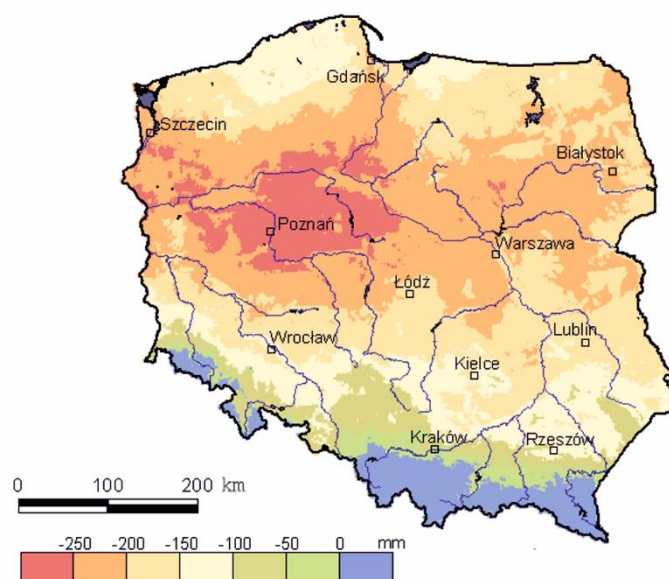 Gdańsk
Szczecin
Białystok
Poznań
Warszawa
Łódź
Wrocław
Lublin
Kielce
Kraków
Rzeszów
0 100 200 km
-250 -200 -150 -100 -50 0 mm